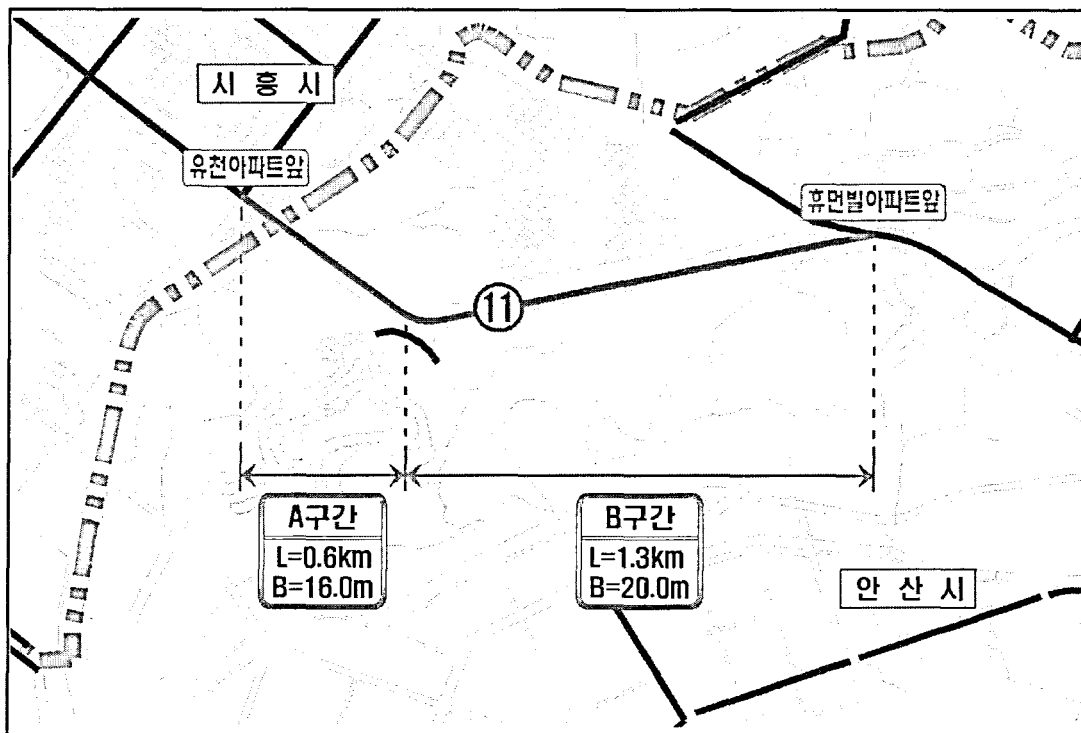 시 흥 시
유천아파트앞
휴먼빌아파트앞
11
A구간
L=0.6km
B=16.0m
B구간
L=1.3km
B=20.0m
안 산 시